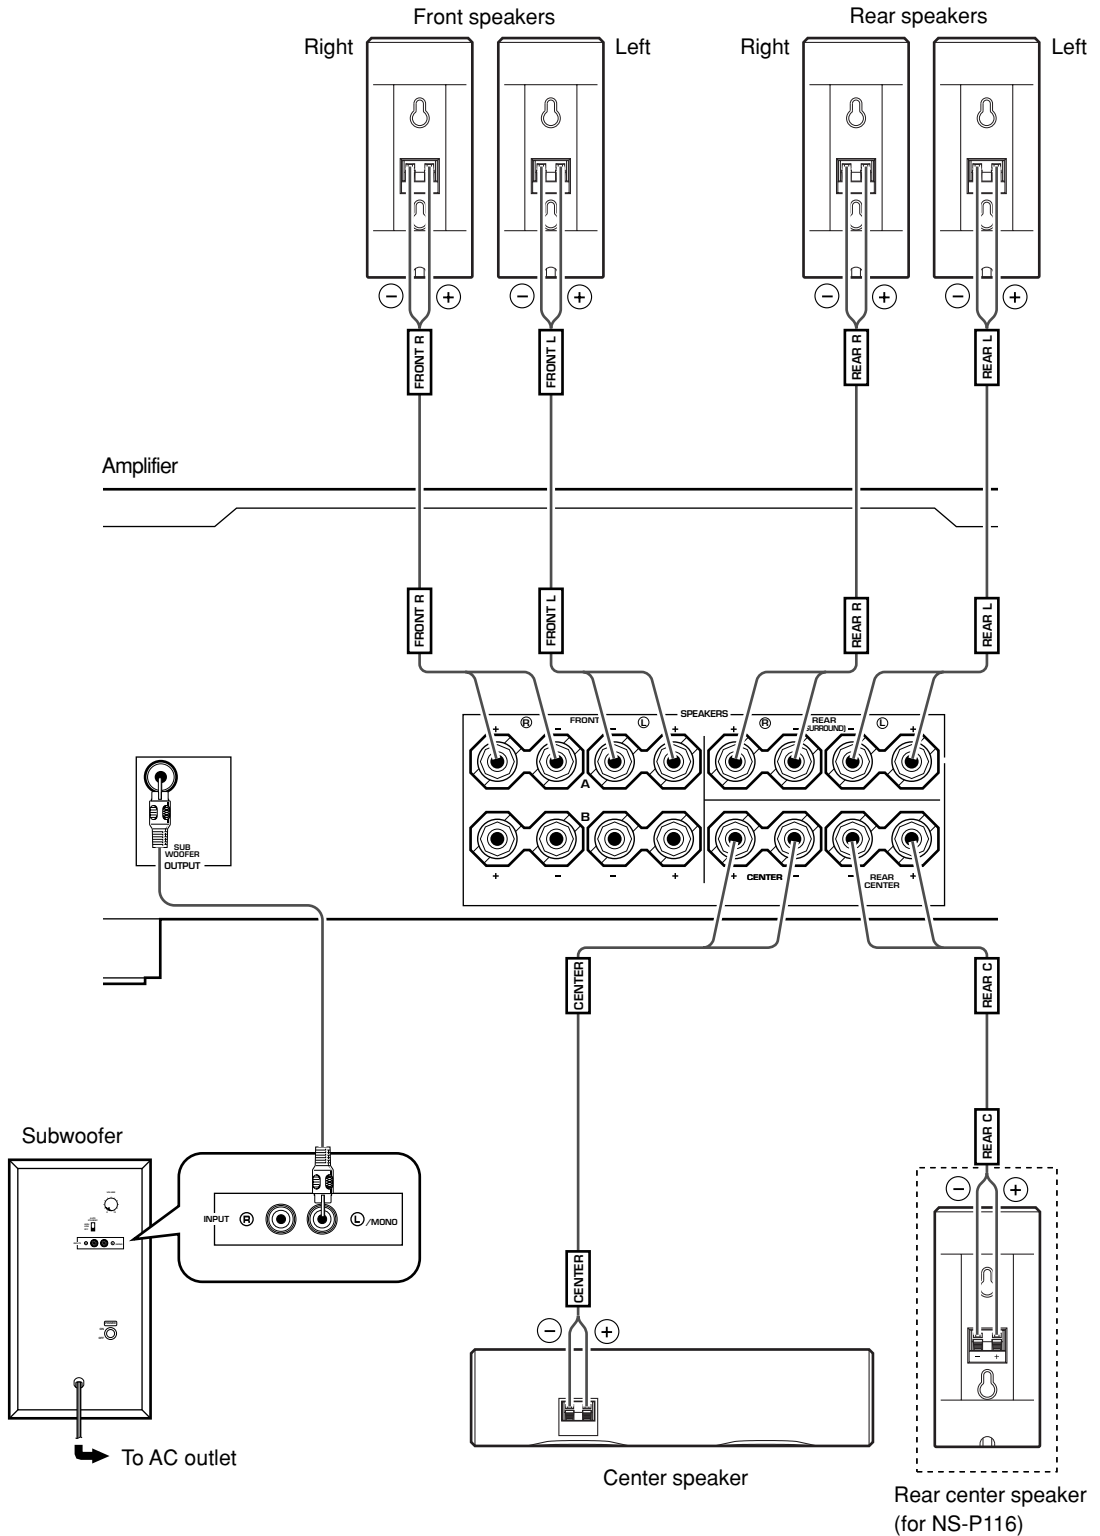 Front speakers
Rear speakers
Right
Left
Right
Left
− + − + − + − +
FRONT R
FRONT L
REAR R
REAR L
Amplifier
FRONT R
FRONT L
REAR R
REAR L
SPEAKERS
+ R − FRONT − L + + R − REAR (SURROUND) − L +
A
B
+ − − + + CENTER − − REAR CENTER +
SUB
WOOFER
OUTPUT
CENTER
REAR C
REAR C
Subwoofer
INPUT R L /MONO
CENTER
− +
− +
− +
To AC outlet
Center speaker
Rear center speaker
(for NS-P116)